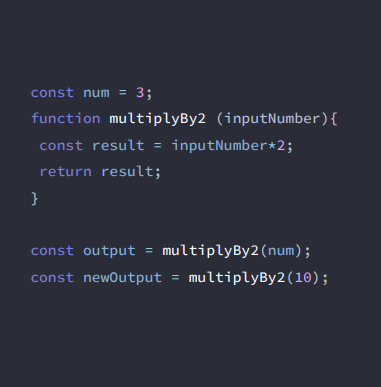 const num = 3;
function multiplyBy2 (inputNumber){
const result = inputNumber*2;
return result;
}
const output = multiplyBy2(num);
const newOutput = multiplyBy2(10);